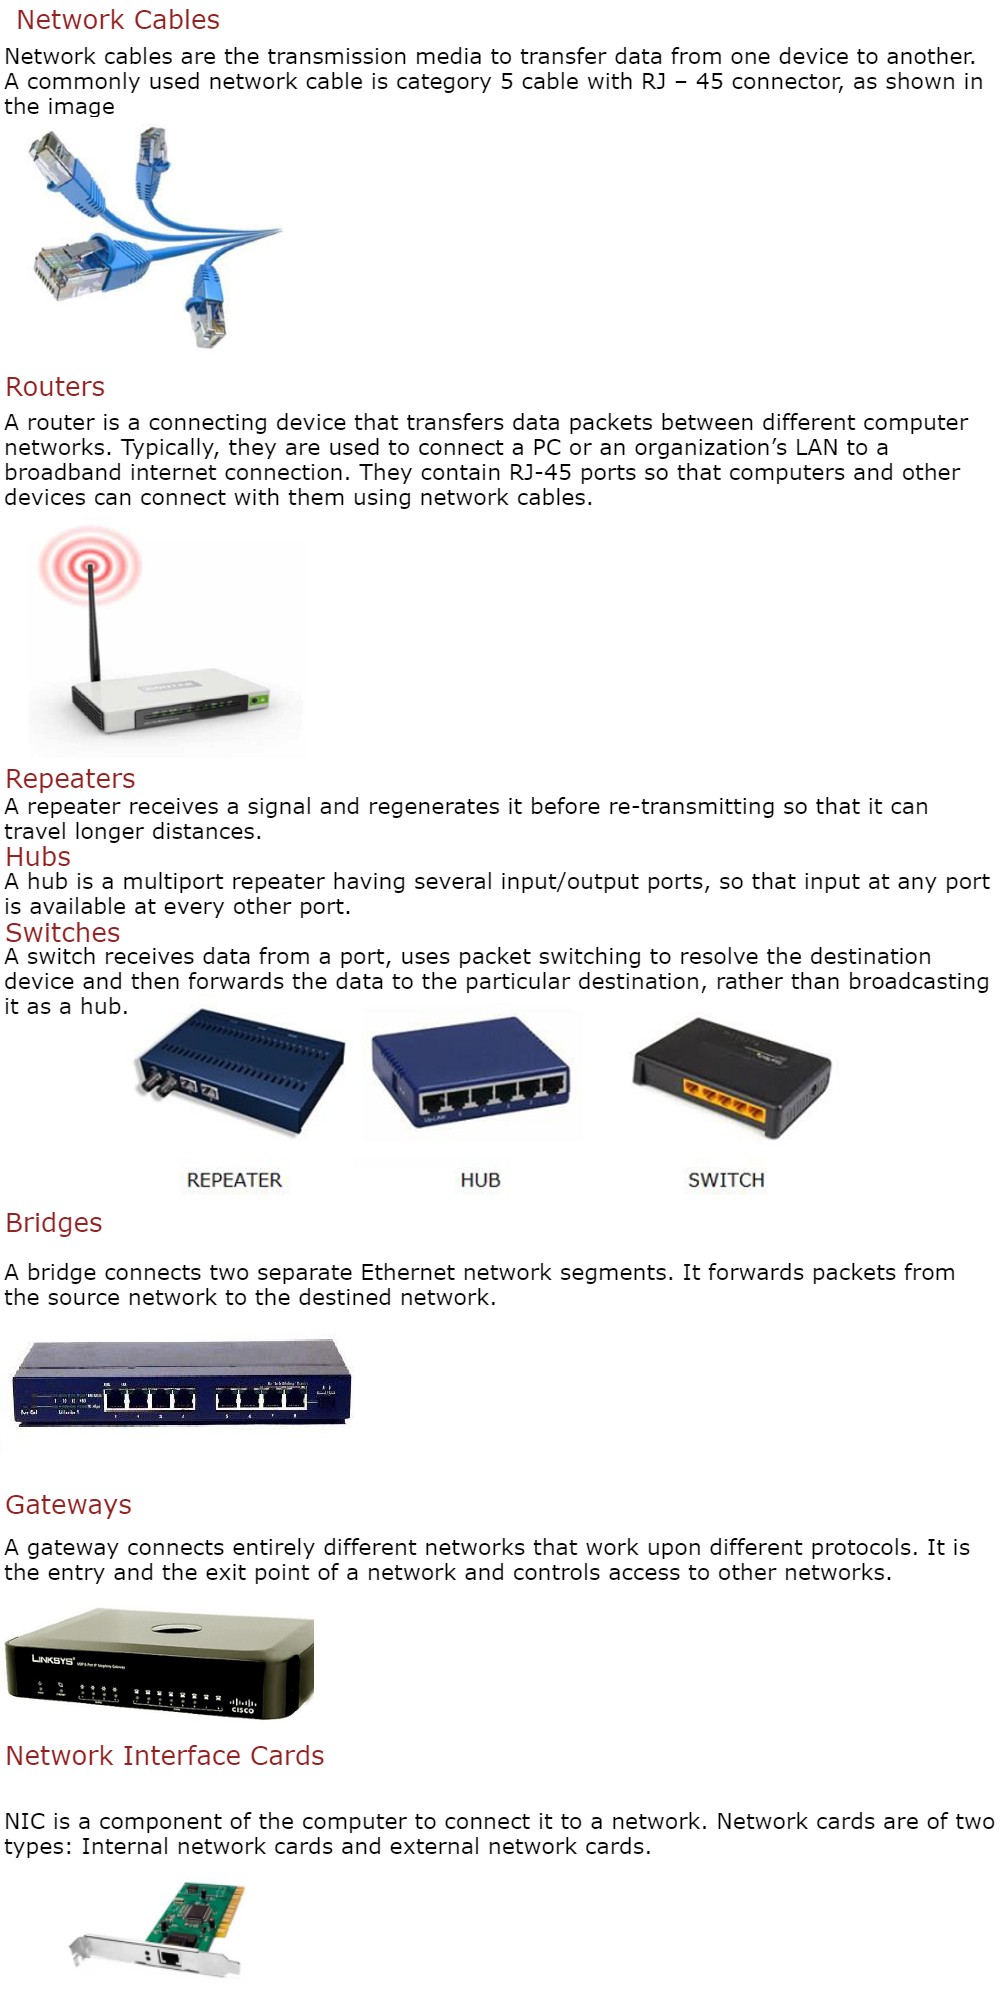 Network Cables
Network cables are the transmission media to transfer data from one device to another.
A commonly used network cable is category 5 cable with RJ – 45 connector, as shown in
the image
Routers
A router is a connecting device that transfers data packets between different computer
networks. Typically, they are used to connect a PC or an organization’s LAN to a
broadband internet connection. They contain RJ-45 ports so that computers and other
devices can connect with them using network cables.
Repeaters
A repeater receives a signal and regenerates it before re-transmitting so that it can
travel longer distances.
Hubs
A hub is a multiport repeater having several input/output ports, so that input at any port
is available at every other port.
Switches
A switch receives data from a port, uses packet switching to resolve the destination
device and then forwards the data to the particular destination, rather than broadcasting
it as a hub.
REPEATER HUB SWITCH
Bridges
A bridge connects two separate Ethernet network segments. It forwards packets from
the source network to the destined network.
Gateways
A gateway connects entirely different networks that work upon different protocols. It is
the entry and the exit point of a network and controls access to other networks.
LINKSYS
CISCO
Network Interface Cards
NIC is a component of the computer to connect it to a network. Network cards are of two
types: Internal network cards and external network cards.